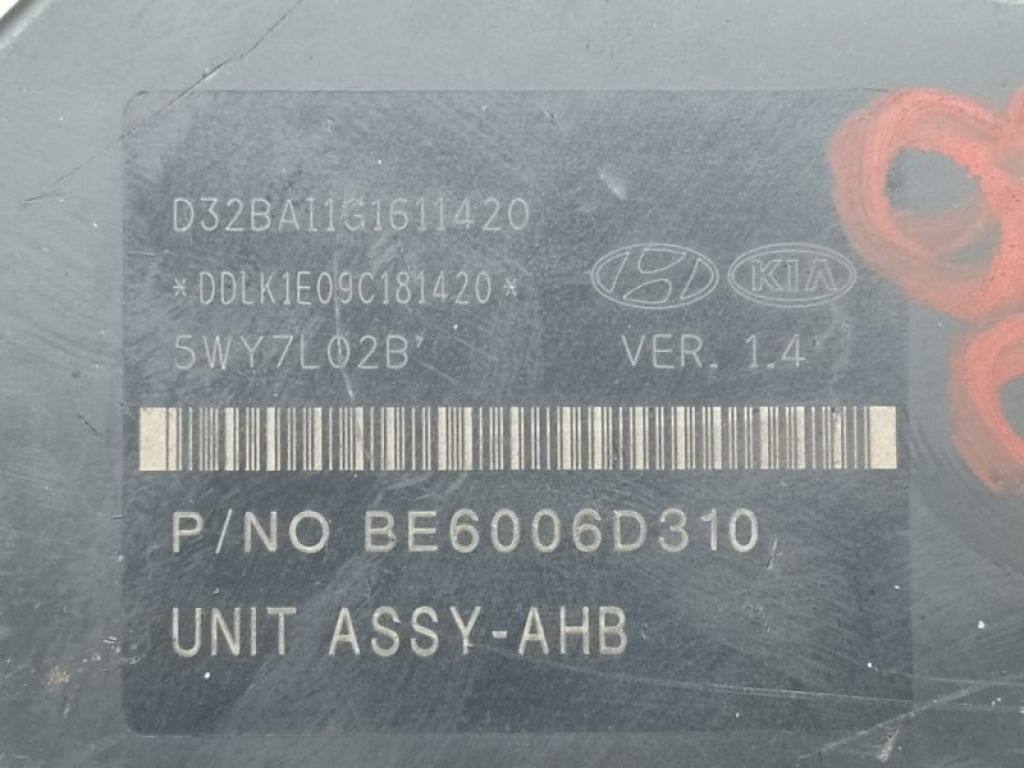 D32BA11G1611420
*DDLK1E09C181420*
KIA
5WY7L02B
VER. 1.4
P/NO BE6006D310
UNIT ASSY-AHB